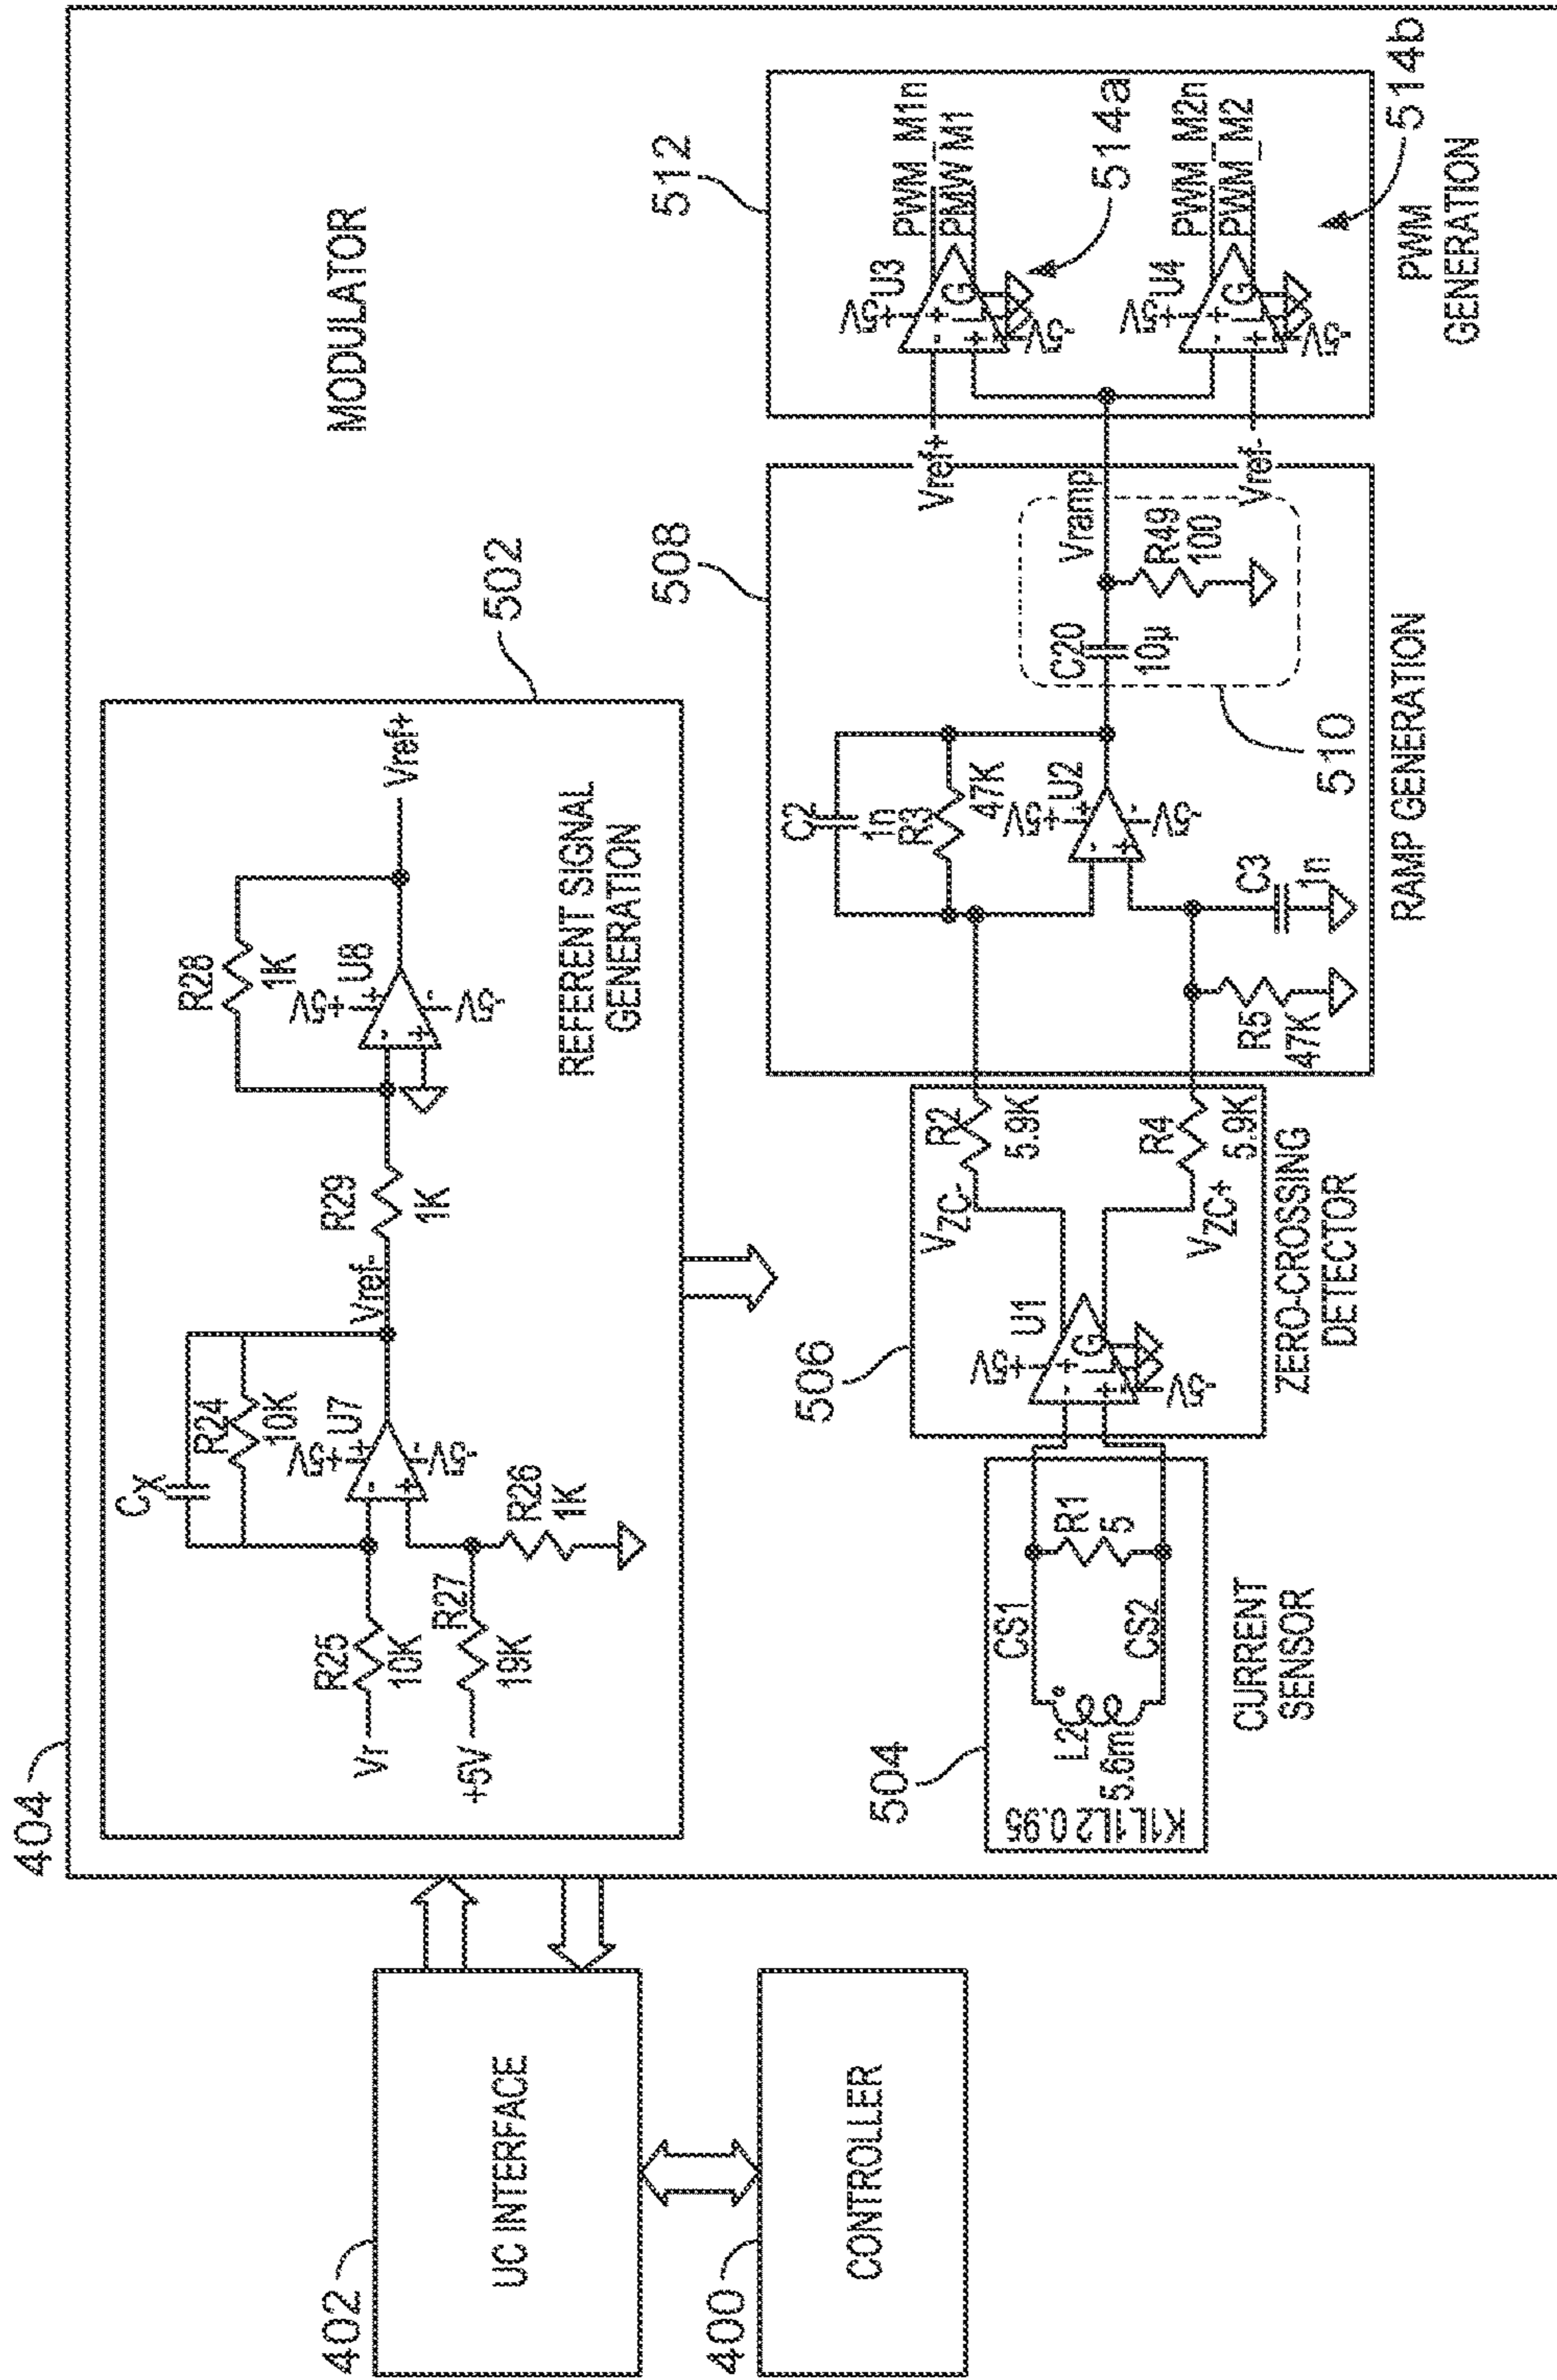 404
MODULATOR
502
Cx
R24
10K
+5V
U7
-5V
R25
10K
Vr
R27
19K
+5V
R26
1K
Vref-
R29
1K
R28
1K
+5V
U8
-5V
Vref+
REFERENT SIGNAL
GENERATION
402
UC INTERFACE
400
CONTROLLER
504
K1 L1 L2 0.95
L2
5.6m
CS1
CS2
R1
5
CURRENT
SENSOR
506
+5V
U1
G
-5V
VZC-
VZC+
R2
5.9K
R4
5.9K
ZERO-CROSSING
DETECTOR
508
C2
1n
R3
47K
+5V
U2
-5V
R5
47K
C3
1n
C20
10µ
Vramp
R49
100
510
RAMP GENERATION
512
Vref+
Vref-
+5V
U3
G
-5V
PWM_M1n
PMW M1
514a
+5V
U4
G
-5V
PWM_M2n
PWM_M2
514b
PWM
GENERATION